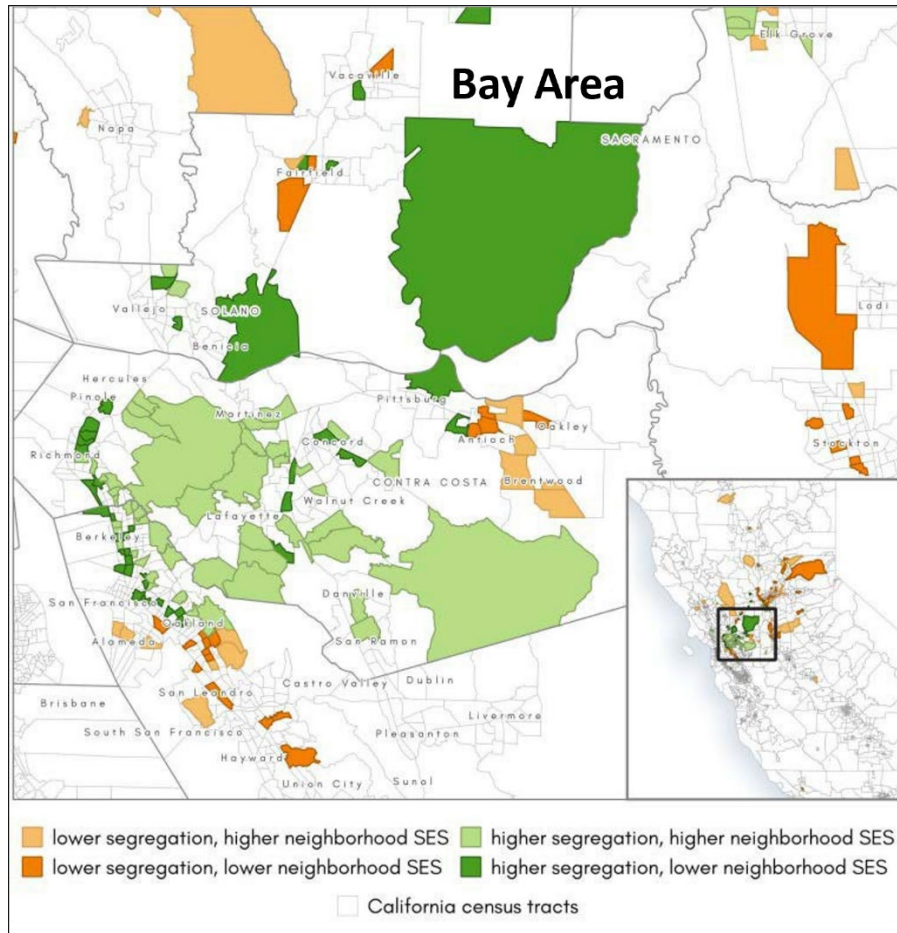 Bay Area
Elk Grove
Vacaville
Napa
SACRAMENTO
Fairfield
Vallejo
SOLANO
Lodi
Benicia
Hercules
Pinole
Martinez
Pittsburg
Antioch
Oakley
Concord
Stockton
Richmond
CONTRA COSTA
Brentwood
Walnut Creek
Lafayette
Berkeley
Danville
San Francisco
Oakland
Alameda
San Ramon
Castro Valley
Dublin
San Leandro
Brisbane
Livermore
South San Francisco
Pleasanton
Hayward
Union City
Sunol
lower segregation, higher neighborhood SES
higher segregation, higher neighborhood SES
lower segregation, lower neighborhood SES
higher segregation, lower neighborhood SES
California census tracts